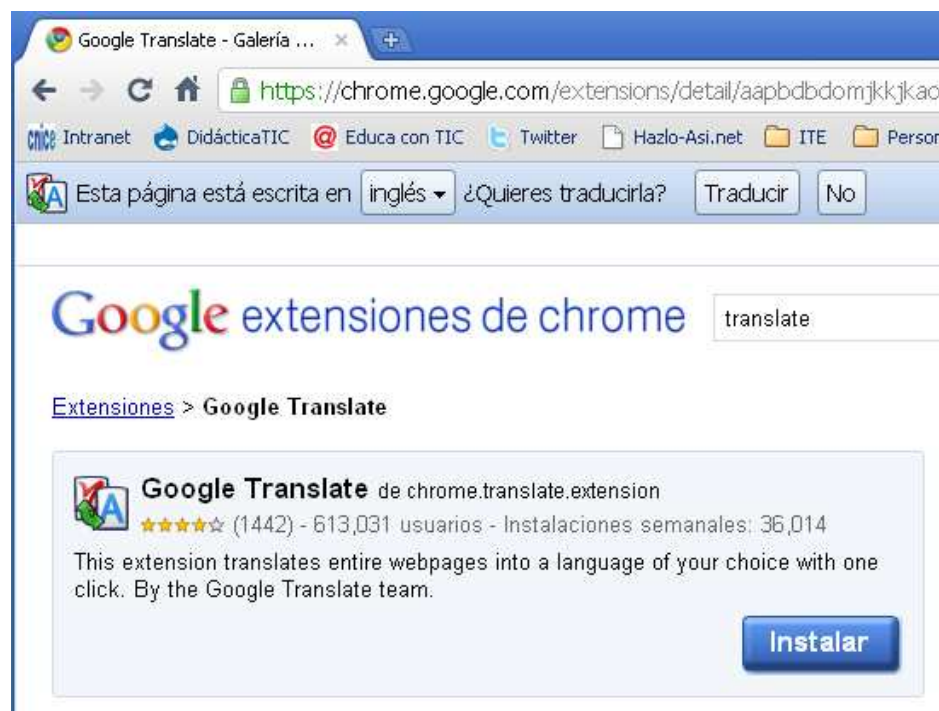 Google Translate - Galería ...
https://chrome.google.com/extensions/detail/aapbdbdomjkkjkao
cnice Intranet DidácticaTIC Educa con TIC Twitter Hazlo-Asi.net ITE Person
Esta página está escrita en inglés ¿Quieres traducirla? Traducir No
Google extensiones de chrome translate
Extensiones > Google Translate
Google Translate de chrome.translate.extension
(1442) - 613,031 usuarios - Instalaciones semanales: 36,014
This extension translates entire webpages into a language of your choice with one
click. By the Google Translate team.
Instalar